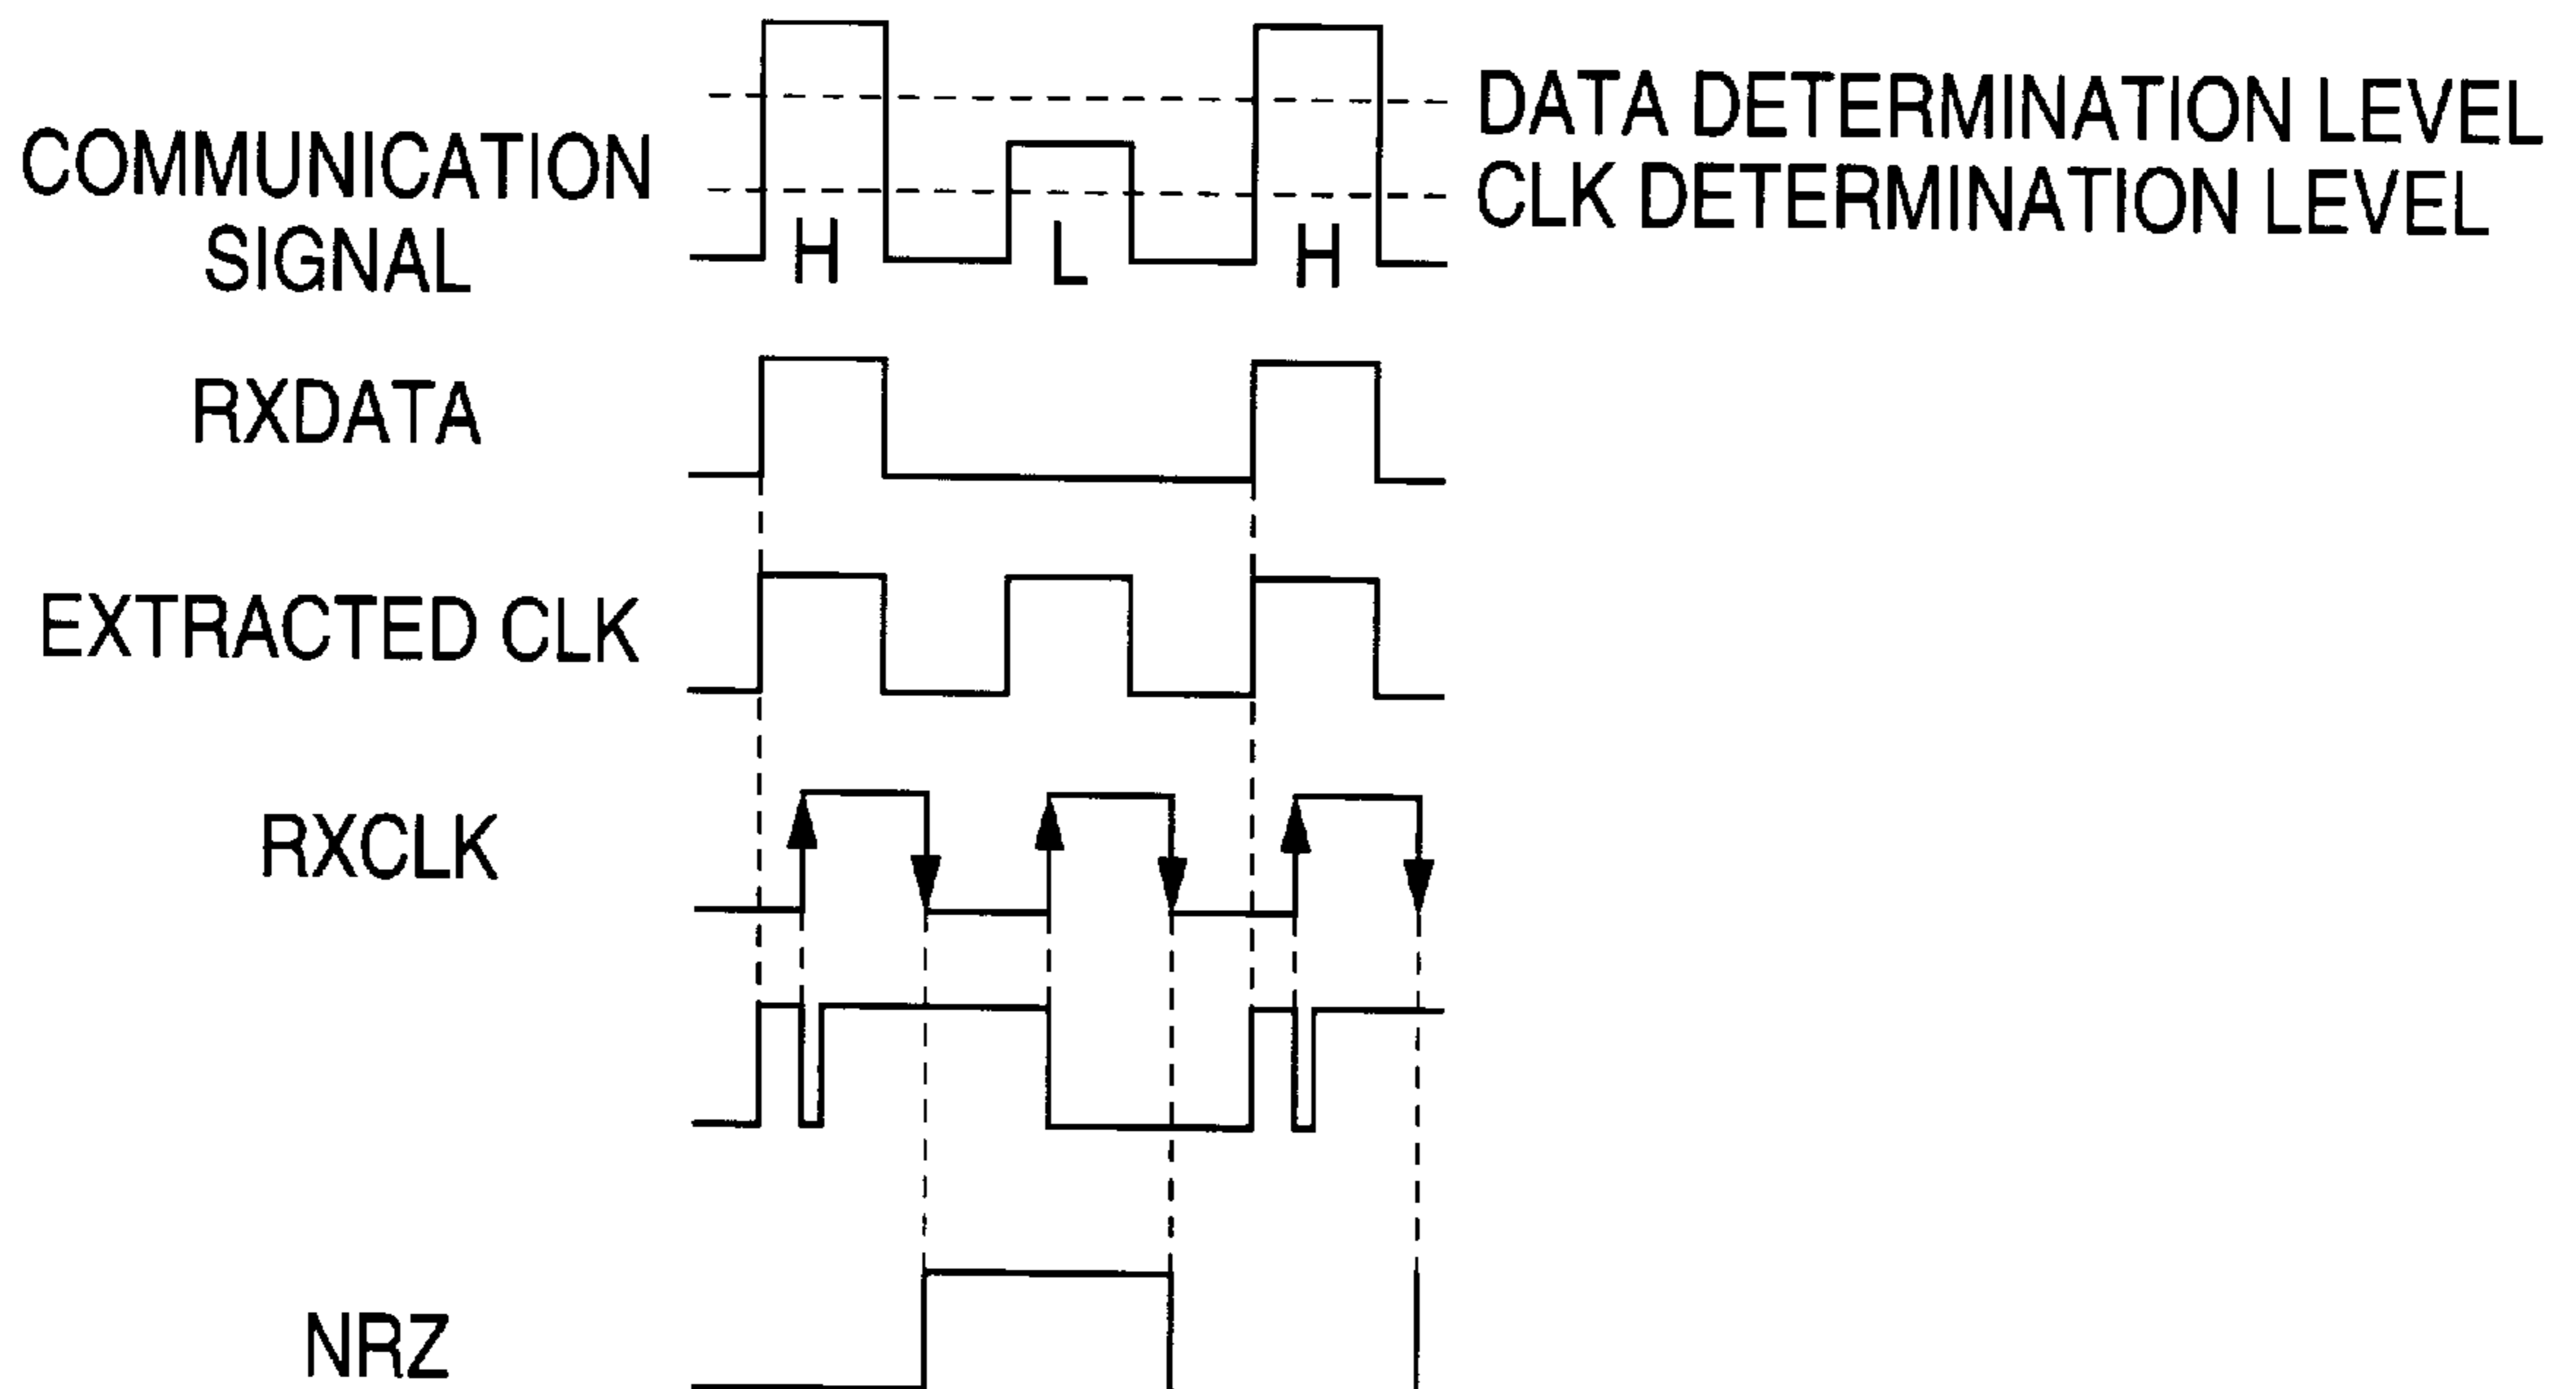 COMMUNICATION
SIGNAL
DATA DETERMINATION LEVEL
CLK DETERMINATION LEVEL
H L H
RXDATA
EXTRACTED CLK
RXCLK
NRZ